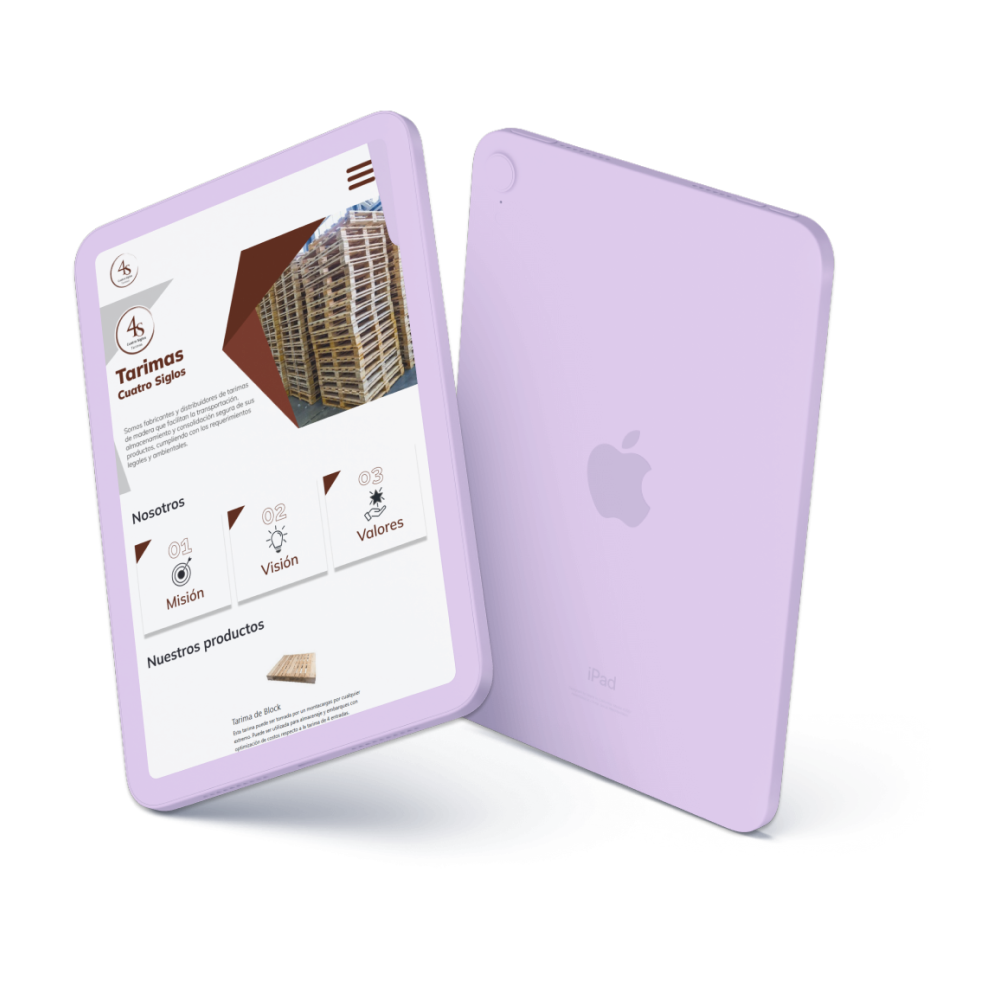 4s
4s
Cuatro Siglos
Tarimas
Tarimas
Cuatro Siglos
Somos fabricantes y distribuidores de tarimas
de madera que facilitan la transportación,
almacenamiento y consolidación segura de sus
productos, cumpliendo con los requerimientos
legales y ambientales.
Nosotros
01
Misión
02
Visión
03
Valores
Nuestros productos
Tarima de Block
Este tarima puede ser tomada por un montacargas por cualquier
extremo. Puede ser utilizada para almacenaje y embarques con
optimización de costos respecto a la tarima de 4 entradas.
iPad